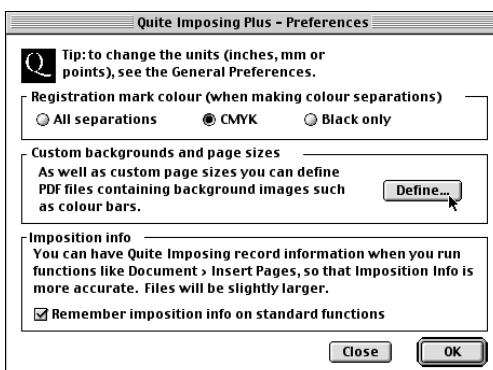 Quite Imposing Plus – Preferences
Q
Tip: to change the units (inches, mm or
points), see the General Preferences.
Registration mark colour (when making colour separations)
All separations CMYK Black only
Custom backgrounds and page sizes
As well as custom page sizes you can define
PDF files containing background images such
as colour bars.
Define...
Imposition info
You can have Quite Imposing record information when you run
functions like Document › Insert Pages, so that Imposition Info is
more accurate. Files will be slightly larger.
Remember imposition info on standard functions
Close OK